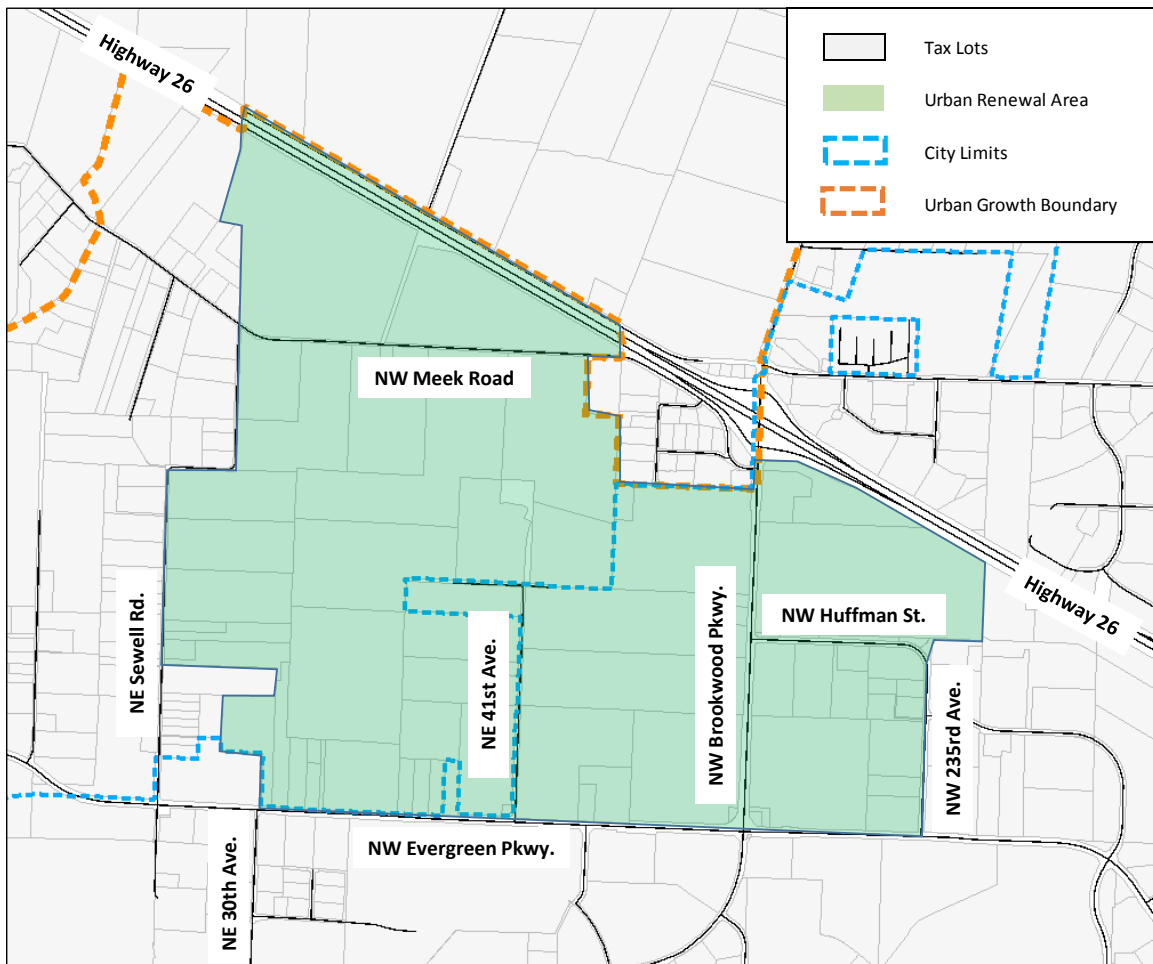 Highway 26
Tax Lots
Urban Renewal Area
City Limits
Urban Growth Boundary
NW Meek Road
NE Sewell Rd.
NE 41st Ave.
NW Brookwood Pkwy.
NW Huffman St.
Highway 26
NW 235rd Ave.
NE 30th Ave.
NW Evergreen Pkwy.